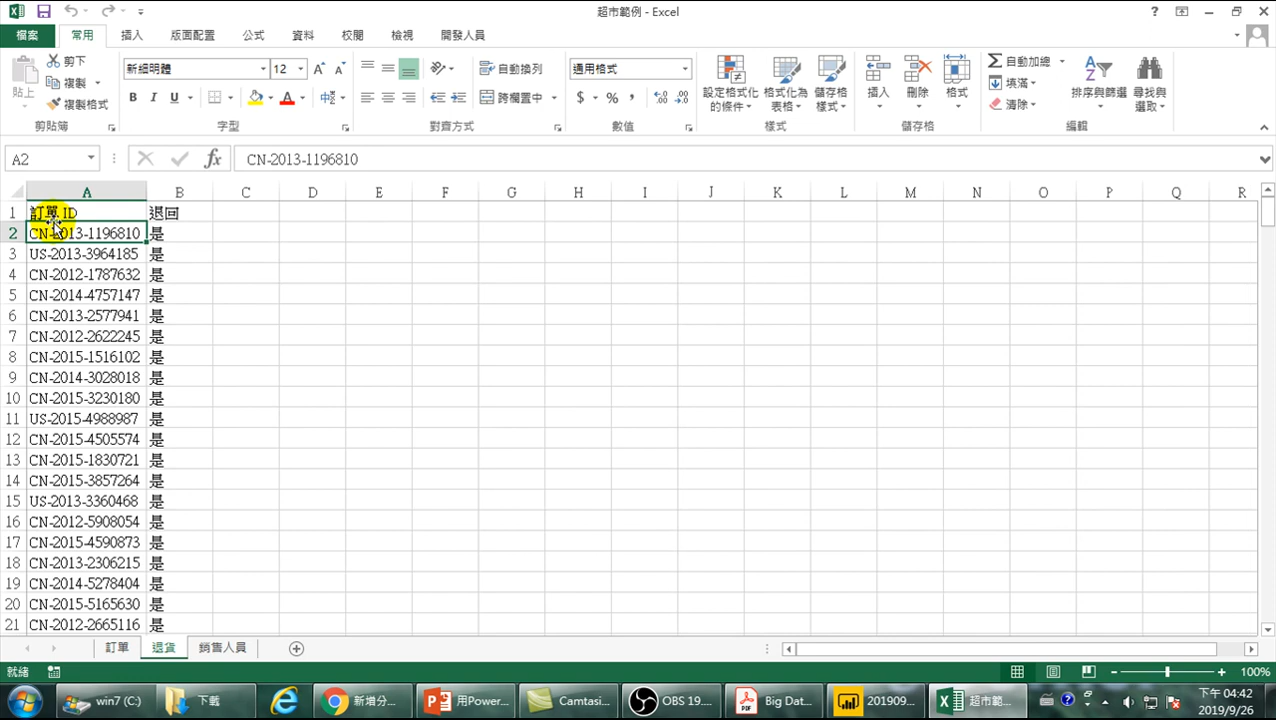 超市範例 - Excel
檔案 常用 插入 版面配置 公式 資料 校閱 檢視 開發人員
貼上 剪下 複製 複製格式
新細明體 12
B I U A
自動換列
跨欄置中
通用格式
$ % ,
設定格式化的條件 格式化為表格 儲存格樣式
插入 刪除 格式
自動加總 填滿 清除
排序與篩選 尋找與選取
剪貼簿 字型 對齊方式 數值 樣式 儲存格 編輯
A2 fx CN-2013-1196810
A B C D E F G H I J K L M N O P Q R
1 訂單 ID 退回
2 CN-2013-1196810 是
3 US-2013-3964185 是
4 CN-2012-1787632 是
5 CN-2014-4757147 是
6 CN-2013-2577941 是
7 CN-2012-2622245 是
8 CN-2015-1516102 是
9 CN-2014-3028018 是
10 CN-2015-3230180 是
11 US-2015-4988987 是
12 CN-2015-4505574 是
13 CN-2015-1830721 是
14 CN-2015-3857264 是
15 US-2013-3360468 是
16 CN-2012-5908054 是
17 CN-2015-4590873 是
18 CN-2013-2306215 是
19 CN-2014-5278404 是
20 CN-2015-5165630 是
21 CN-2012-2665116 是
訂單 退貨 銷售人員
就緒 100%
win7 (C:) 下載 新增分... 用Power... Camtasi... OBS 19.... Big Dat... 201909... 超市範... 下午 04:42
2019/9/26